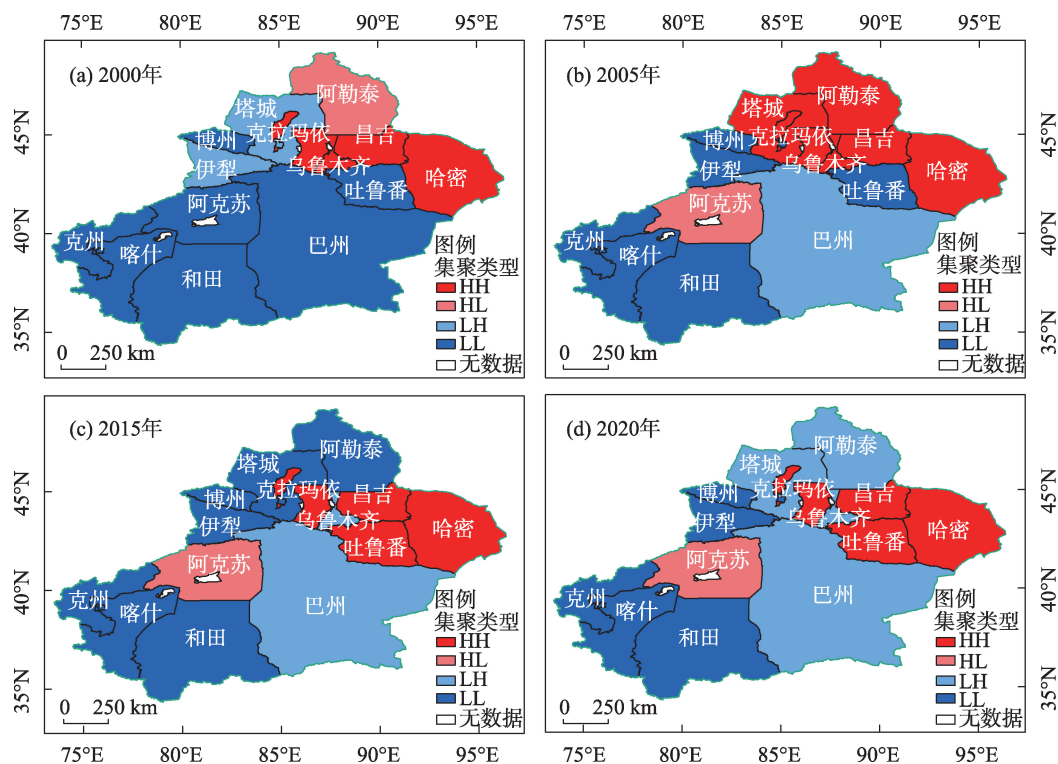 75°E 80°E 85°E 90°E 95°E
75°E 80°E 85°E 90°E 95°E
(a) 2000年
阿勒泰
塔城
45°N
博州
克拉玛依
昌吉
伊犁
乌鲁木齐
哈密
吐鲁番
阿克苏
40°N
克州
喀什
巴州
和田
图例
集聚类型
HH
HL
LH
LL
无数据
35°N
0 250 km
(b) 2005年
阿勒泰
塔城
45°N
博州
克拉玛依
昌吉
伊犁
乌鲁木齐
哈密
吐鲁番
阿克苏
40°N
克州
喀什
巴州
和田
图例
集聚类型
HH
HL
LH
LL
无数据
35°N
0 250 km
(c) 2015年
阿勒泰
塔城
45°N
博州
克拉玛依
昌吉
伊犁
乌鲁木齐
哈密
吐鲁番
阿克苏
40°N
克州
喀什
巴州
和田
图例
集聚类型
HH
HL
LH
LL
无数据
35°N
0 250 km
(d) 2020年
阿勒泰
塔城
45°N
博州
克拉玛依
昌吉
伊犁
乌鲁木齐
哈密
吐鲁番
阿克苏
40°N
克州
喀什
巴州
和田
图例
集聚类型
HH
HL
LH
LL
无数据
35°N
0 250 km
75°E 80°E 85°E 90°E 95°E
75°E 80°E 85°E 90°E 95°E